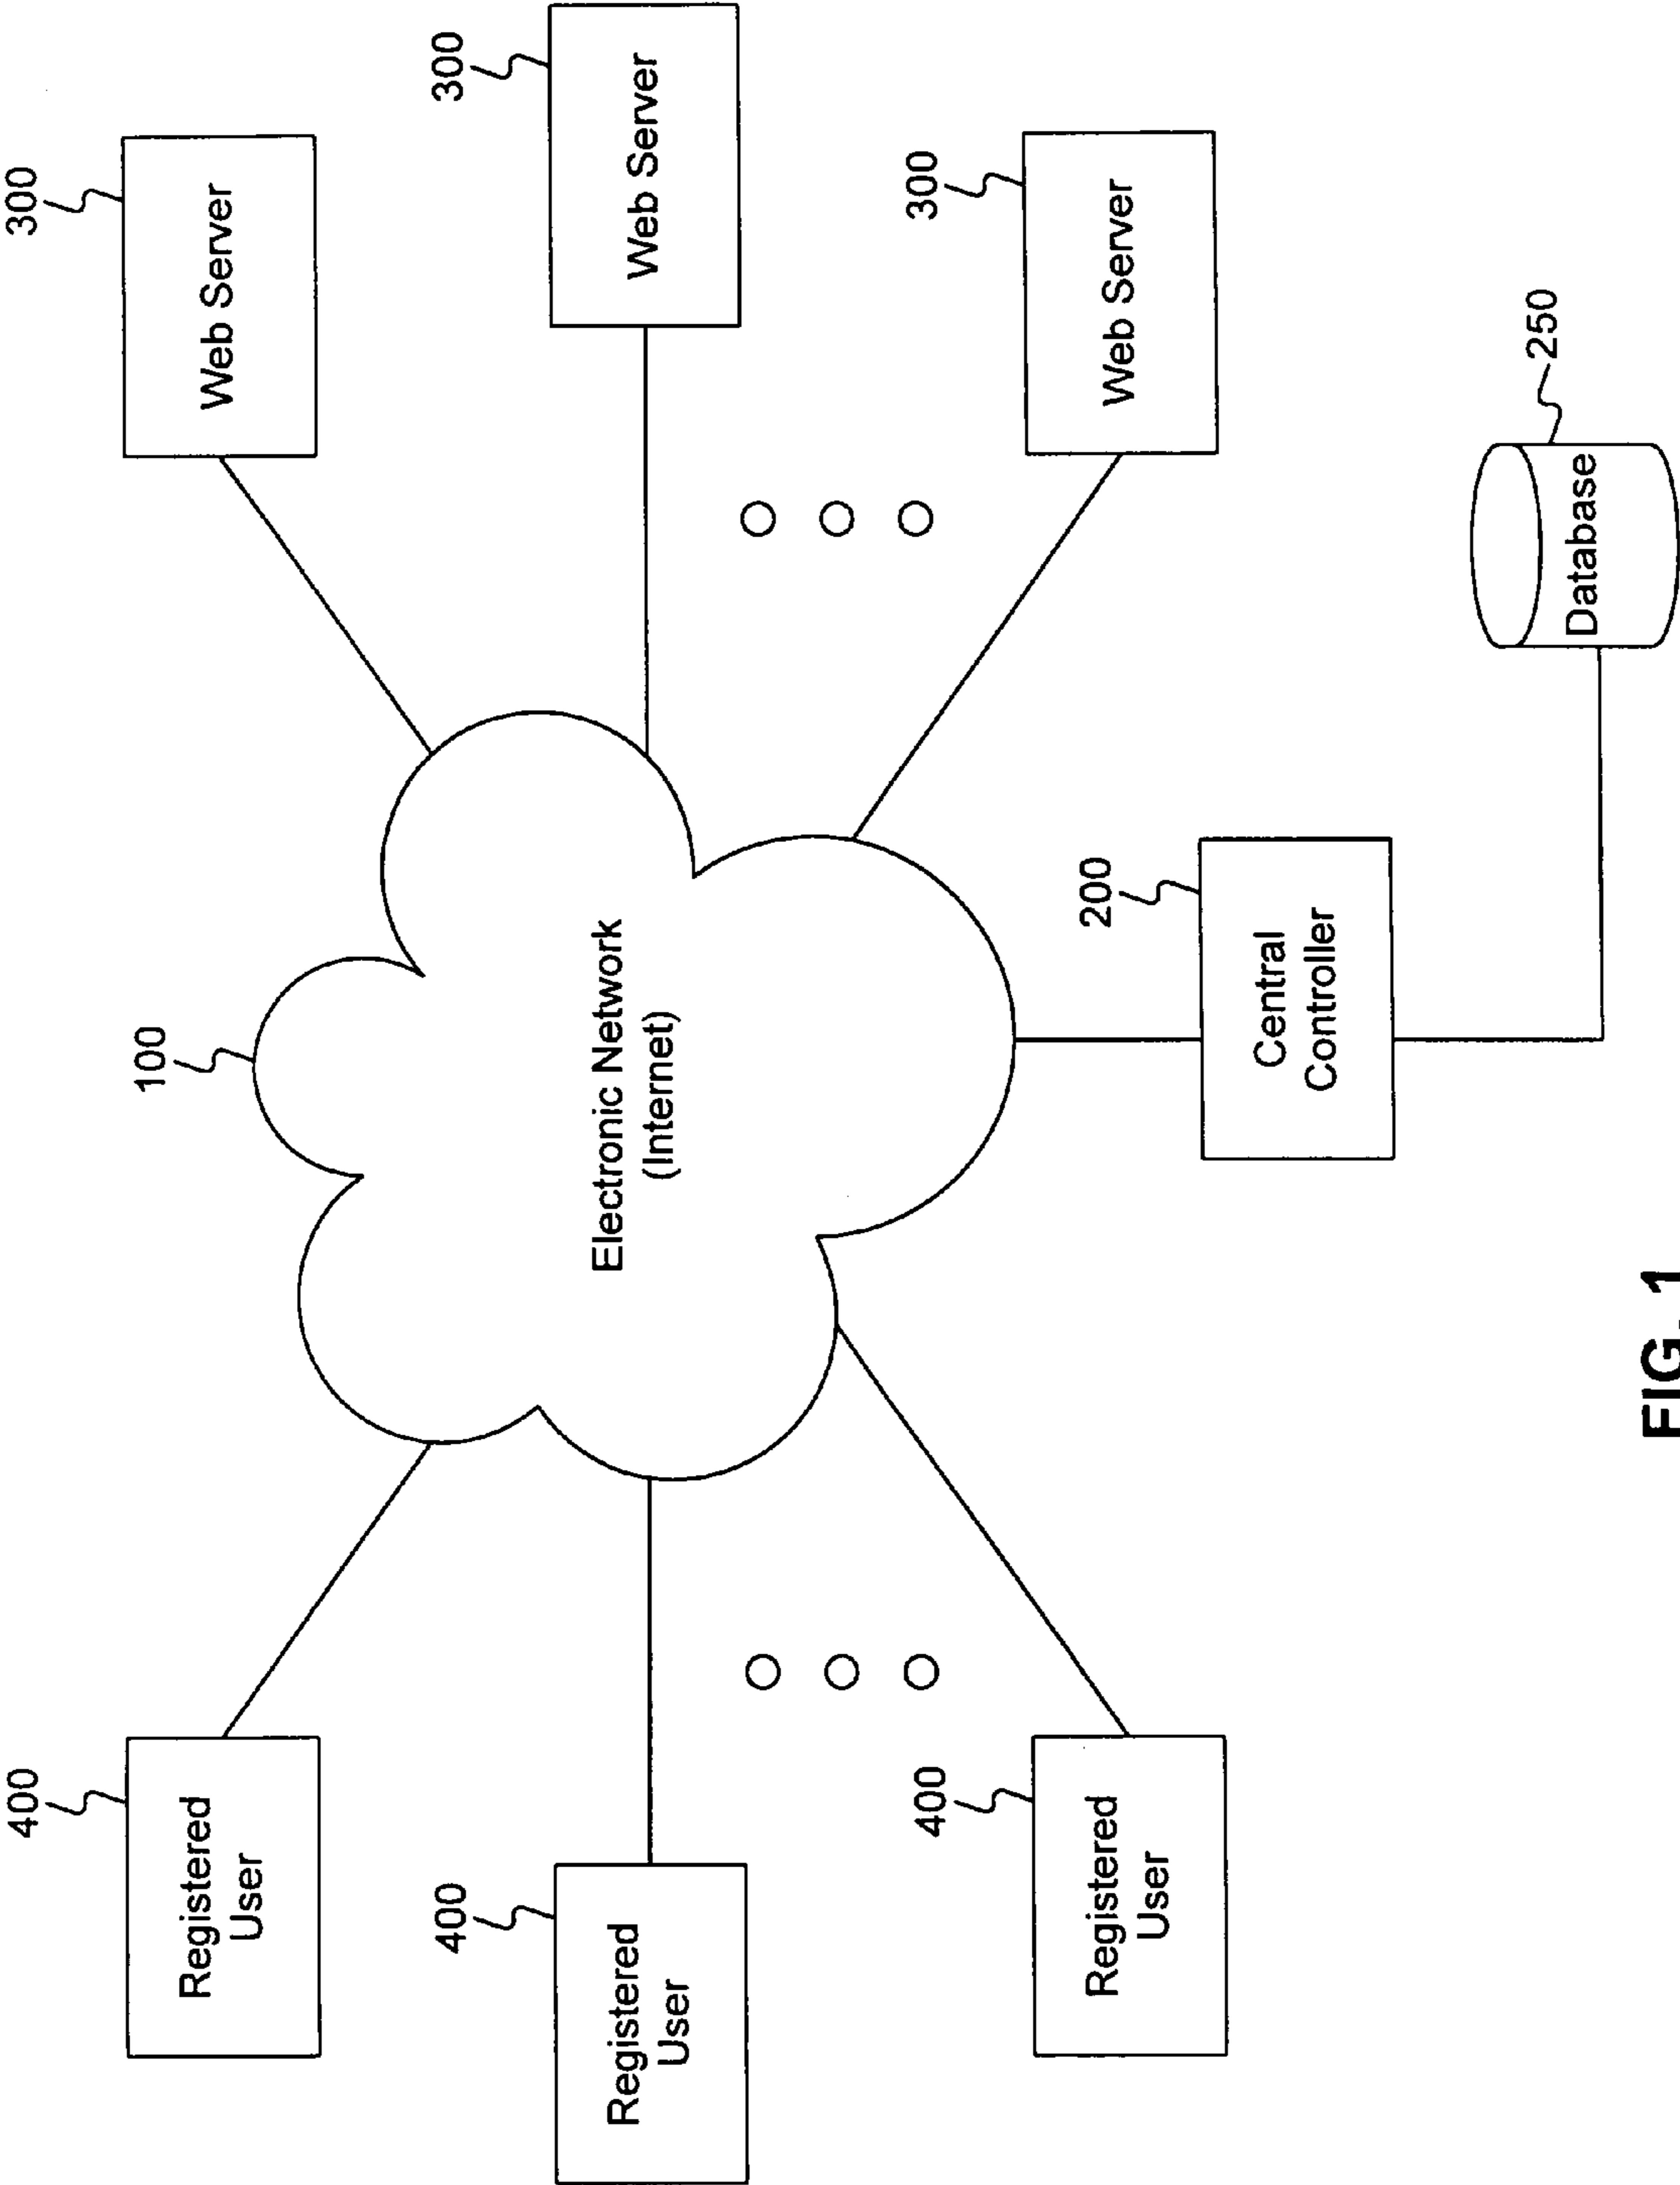 400
300
100
Registered
User
Web Server
400
300
Electronic Network
(Internet)
Registered
User
Web Server
400
300
Registered
User
Web Server
200
Central
Controller
250
Database
FIG. 1